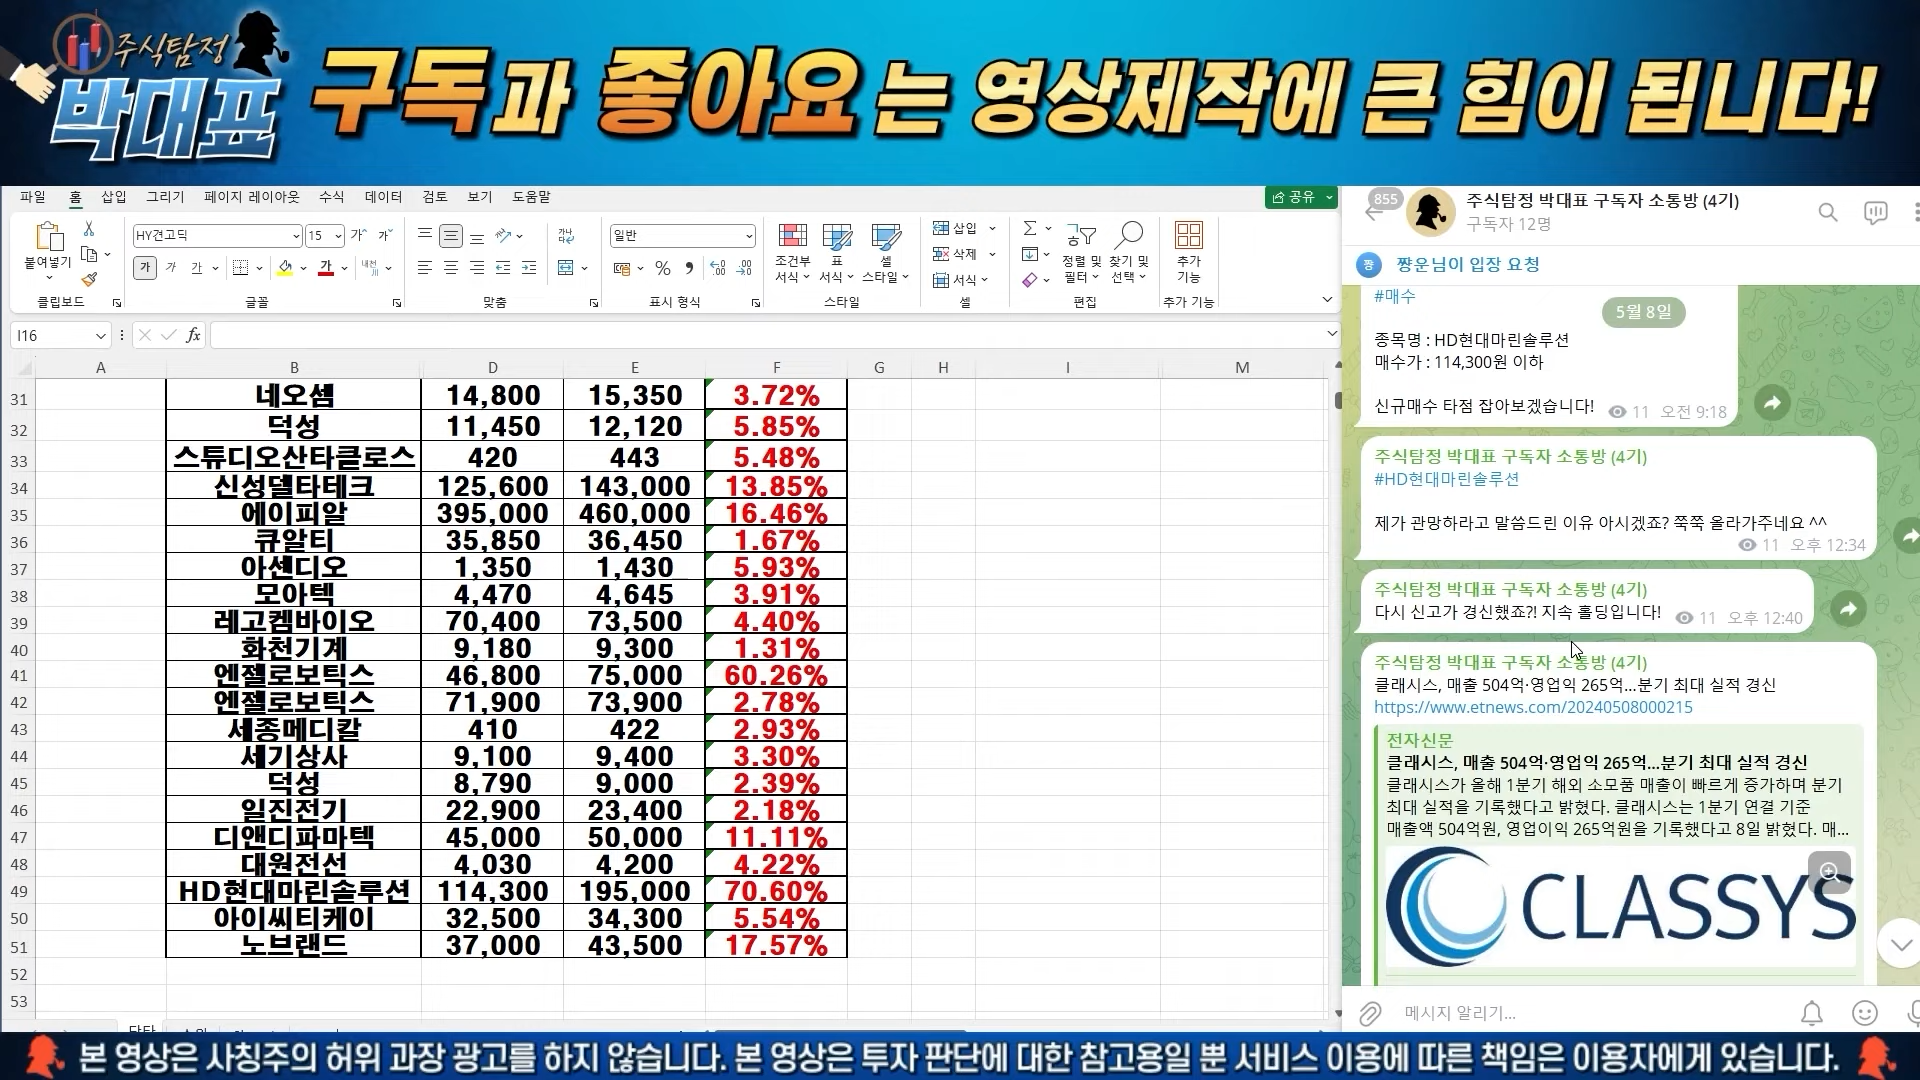 주식탐정
박대표
구독과 좋아요는 영상제작에 큰 힘이 됩니다!
파일 홈 삽입 그리기 페이지 레이아웃 수식 데이터 검토 보기 도움말 공유
붙여넣기
HY견고딕 15 가 가
가 가 가 가
일반
조건부 서식
표 서식
셀 스타일
삽입
삭제
서식
정렬 및 필터
찾기 및 선택
추가 기능
클립보드 글꼴 맞춤 표시 형식 스타일 셀 편집 추가 기능
I16 fx
A B D E F G H I M
31 네오셈 14,800 15,350 3.72%
32 덕성 11,450 12,120 5.85%
33 스튜디오산타클로스 420 443 5.48%
34 신성델타테크 125,600 143,000 13.85%
35 에이피알 395,000 460,000 16.46%
36 큐알티 35,850 36,450 1.67%
37 아센디오 1,350 1,430 5.93%
38 모아텍 4,470 4,645 3.91%
39 레고켐바이오 70,400 73,500 4.40%
40 화천기계 9,180 9,300 1.31%
41 엔젤로보틱스 46,800 75,000 60.26%
42 엔젤로보틱스 71,900 73,900 2.78%
43 세종메디칼 410 422 2.93%
44 세기상사 9,100 9,400 3.30%
45 덕성 8,790 9,000 2.39%
46 일진전기 22,900 23,400 2.18%
47 디앤디파마텍 45,000 50,000 11.11%
48 대원전선 4,030 4,200 4.22%
49 HD현대마린솔루션 114,300 195,000 70.60%
50 아이씨티케이 32,500 34,300 5.54%
51 노브랜드 37,000 43,500 17.57%
52
53
855
주식탐정 박대표 구독자 소통방 (4기)
구독자 12명
짱 짱운님이 입장 요청
#매수
5월 8일
종목명 : HD현대마린솔루션
매수가 : 114,300원 이하
신규매수 타점 잡아보겠습니다! 11 오전 9:18
주식탐정 박대표 구독자 소통방 (4기)
#HD현대마린솔루션
제가 관망하라고 말씀드린 이유 아시겠죠? 쭉쭉 올라가주네요 ^^
11 오후 12:34
주식탐정 박대표 구독자 소통방 (4기)
다시 신고가 경신했죠?! 지속 홀딩입니다! 11 오후 12:40
주식탐정 박대표 구독자 소통방 (4기)
클래시스, 매출 504억·영업익 265억...분기 최대 실적 경신
https://www.etnews.com/20240508000215
전자신문
클래시스, 매출 504억·영업익 265억...분기 최대 실적 경신
클래시스가 올해 1분기 해외 소모품 매출이 빠르게 증가하며 분기
최대 실적을 기록했다고 밝혔다. 클래시스는 1분기 연결 기준
매출액 504억원, 영업이익 265억원을 기록했다고 8일 밝혔다. 매...
CLASSYS
메시지 알리기...
본 영상은 사칭주의 허위 과장 광고를 하지 않습니다. 본 영상은 투자 판단에 대한 참고용일 뿐 서비스 이용에 따른 책임은 이용자에게 있습니다.